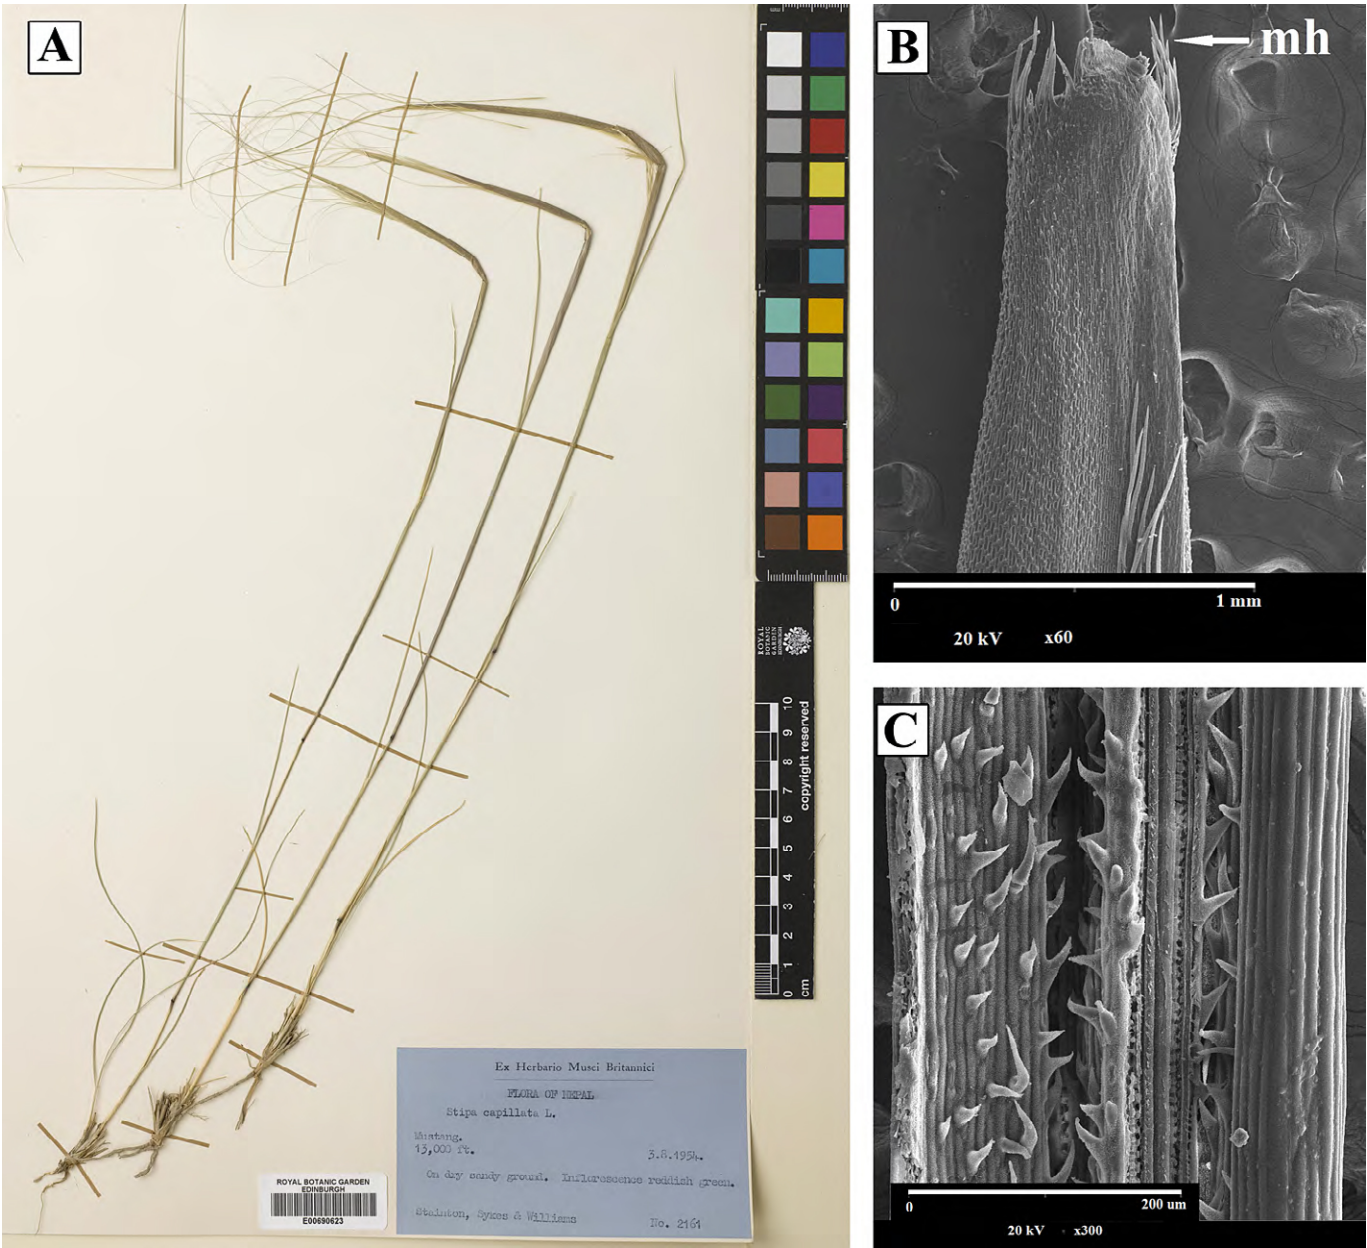 A
ROYAL
BOTANIC
GARDEN
EDINBURGH
10
9
8
7
6
5
4
3
2
1
0
cm
copyright reserved
Ex Herbario Musei Britannici
FLORA OF NEPAL
Stipa capillata L.
Mustang.
13,000 ft.
3.8.1954.
On day sandy ground. Inflorescence reddish green.
Stainton, Sykes & Williams
No. 2161
ROYAL BOTANIC GARDEN
EDINBURGH
E00690623
B
mh
0
1 mm
20 kV x60
C
0
200 um
20 kV x300